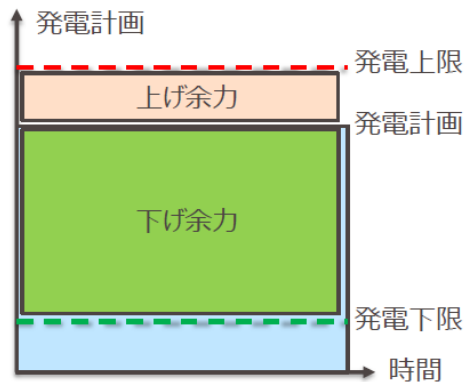 発電計画
発電上限
上げ余力
発電計画
下げ余力
発電下限
時間